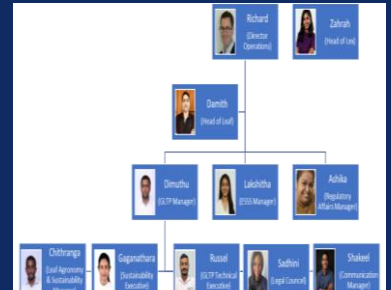 Richard
(Director
Operations)
Zahrah
(Head of Lex)
Damith
(Head of Leaf)
Dimuthu
(GLTP Manager)
Lakshitha
(ESSS Manager)
Ashika
(Regulatory
Affairs Manager)
Chithranga
(Leaf Agronomy
& Sustainability
Gaganathara
(Sustainability
Executive)
Russel
(GLTP Technical
Executive)
Sadhini
(Legal Councel)
Shakeel
(Communication
Manager)